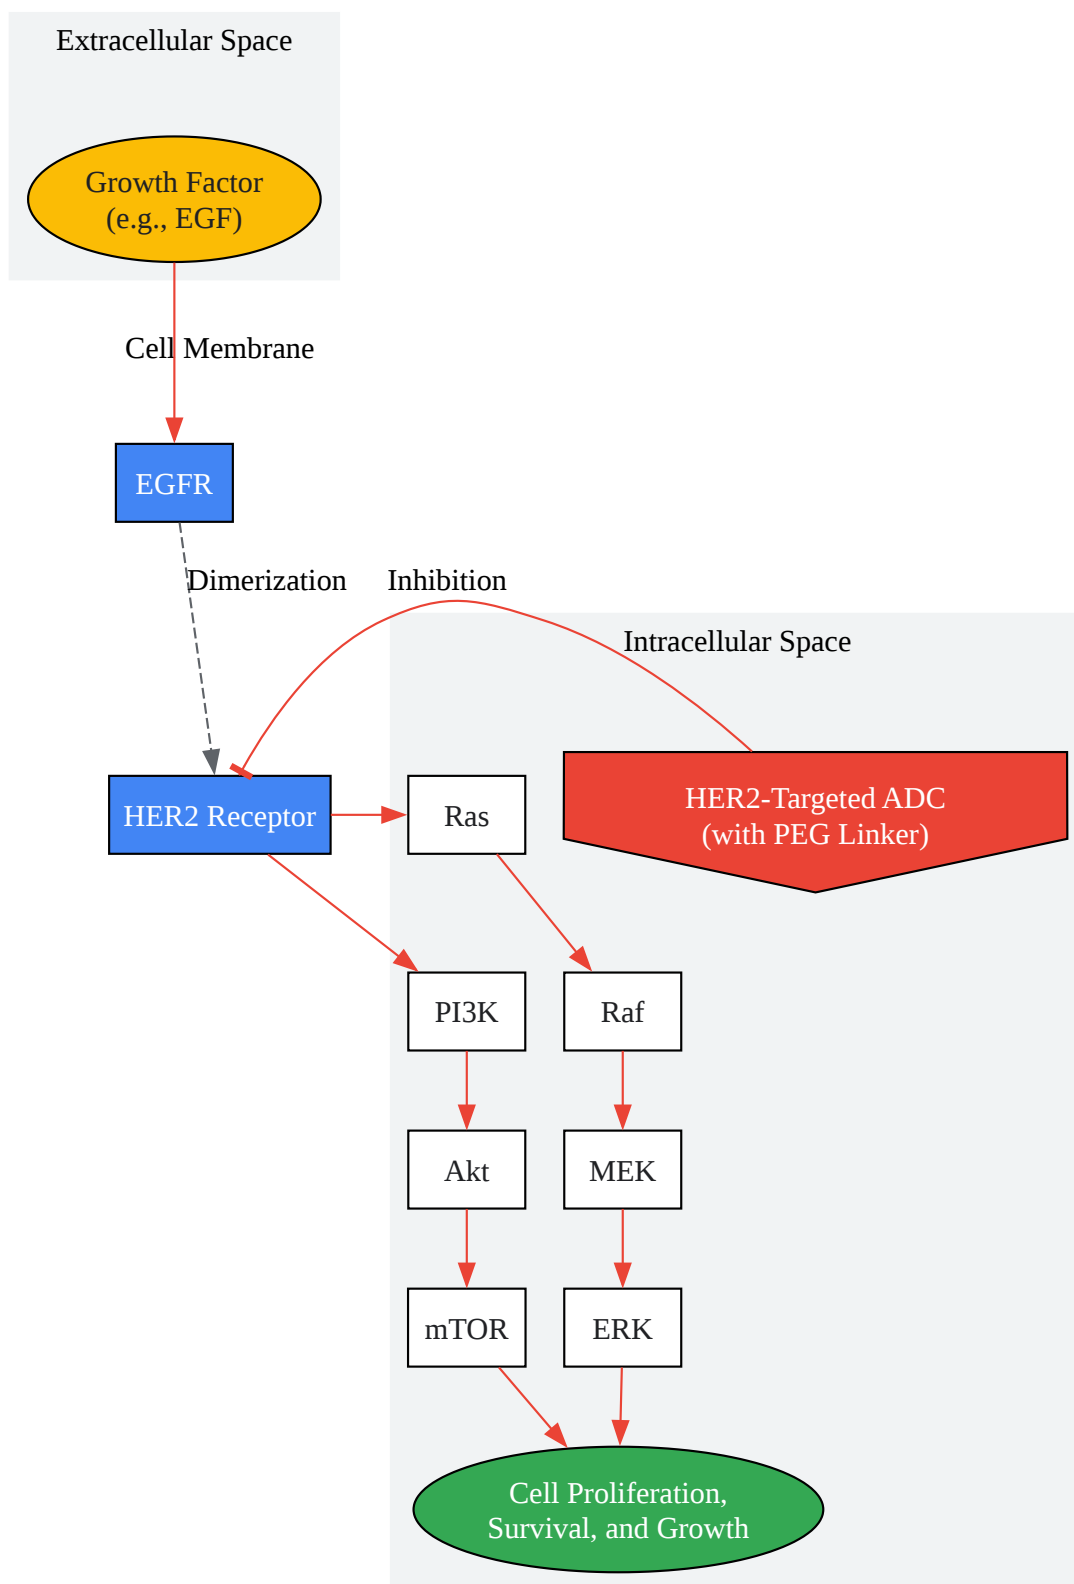 Extracellular Space
Growth Factor
(e.g., EGF)
Cell Membrane
EGFR
Dimerization
Inhibition
Intracellular Space
HER2 Receptor
Ras
HER2-Targeted ADC
(with PEG Linker)
PI3K
Raf
Akt
MEK
mTOR
ERK
Cell Proliferation,
Survival, and Growth